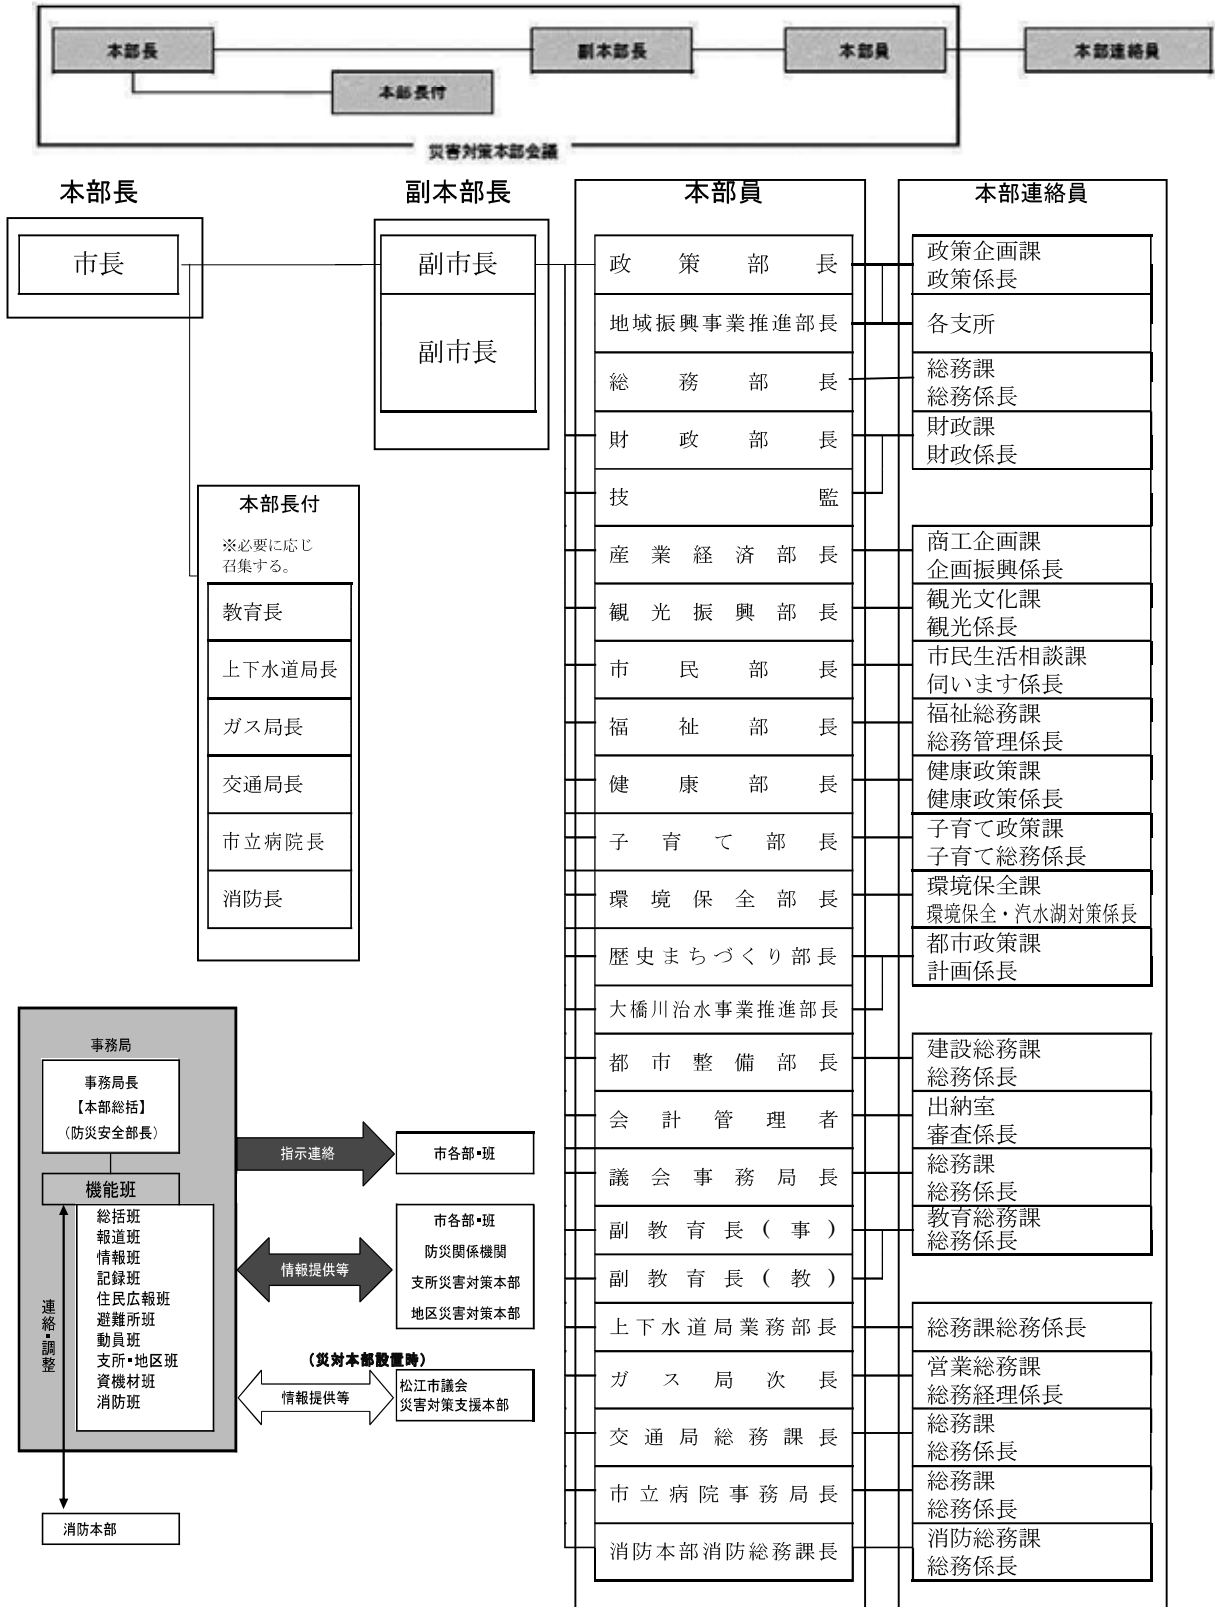 本部長
副本部長
本部員
本部連絡員
本部長付
災害対策本部会議
本部長
市長
副本部長
副市長
副市長
本部長付
※必要に応じ
召集する。
教育長
上下水道局長
ガス局長
交通局長
市立病院長
消防長
本部員
政策部長
地域振興事業推進部長
総務部長
財政部長
技監
産業経済部長
観光振興部長
市民部長
福祉部長
健康部長
子育て部長
環境保全部長
歴史まちづくり部長
大橋川治水事業推進部長
都市整備部長
会計管理者
議会事務局長
副教育長(事)
副教育長(教)
上下水道局業務部長
ガス局次長
交通局総務課長
市立病院事務局長
消防本部消防総務課長
本部連絡員
政策企画課
政策係長
各支所
総務課
総務係長
財政課
財政係長
商工企画課
企画振興係長
観光文化課
観光係長
市民生活相談課
伺います係長
福祉総務課
総務管理係長
健康政策課
健康政策係長
子育て政策課
子育て総務係長
環境保全課
環境保全・汽水湖対策係長
都市政策課
計画係長
建設総務課
総務係長
出納室
審査係長
総務課
総務係長
教育総務課
総務係長
総務課総務係長
営業総務課
総務経理係長
総務課
総務係長
総務課
総務係長
消防総務課
総務係長
事務局
事務局長
【本部総括】
(防災安全部長)
機能班
総括班
報道班
情報班
記録班
住民広報班
避難所班
動員班
支所・地区班
資機材班
消防班
連絡・調整
消防本部
指示連絡
市各部・班
情報提供等
市各部・班
防災関係機関
支所災害対策本部
地区災害対策本部
(災対本部設置時)
情報提供等
松江市議会
災害対策支援本部